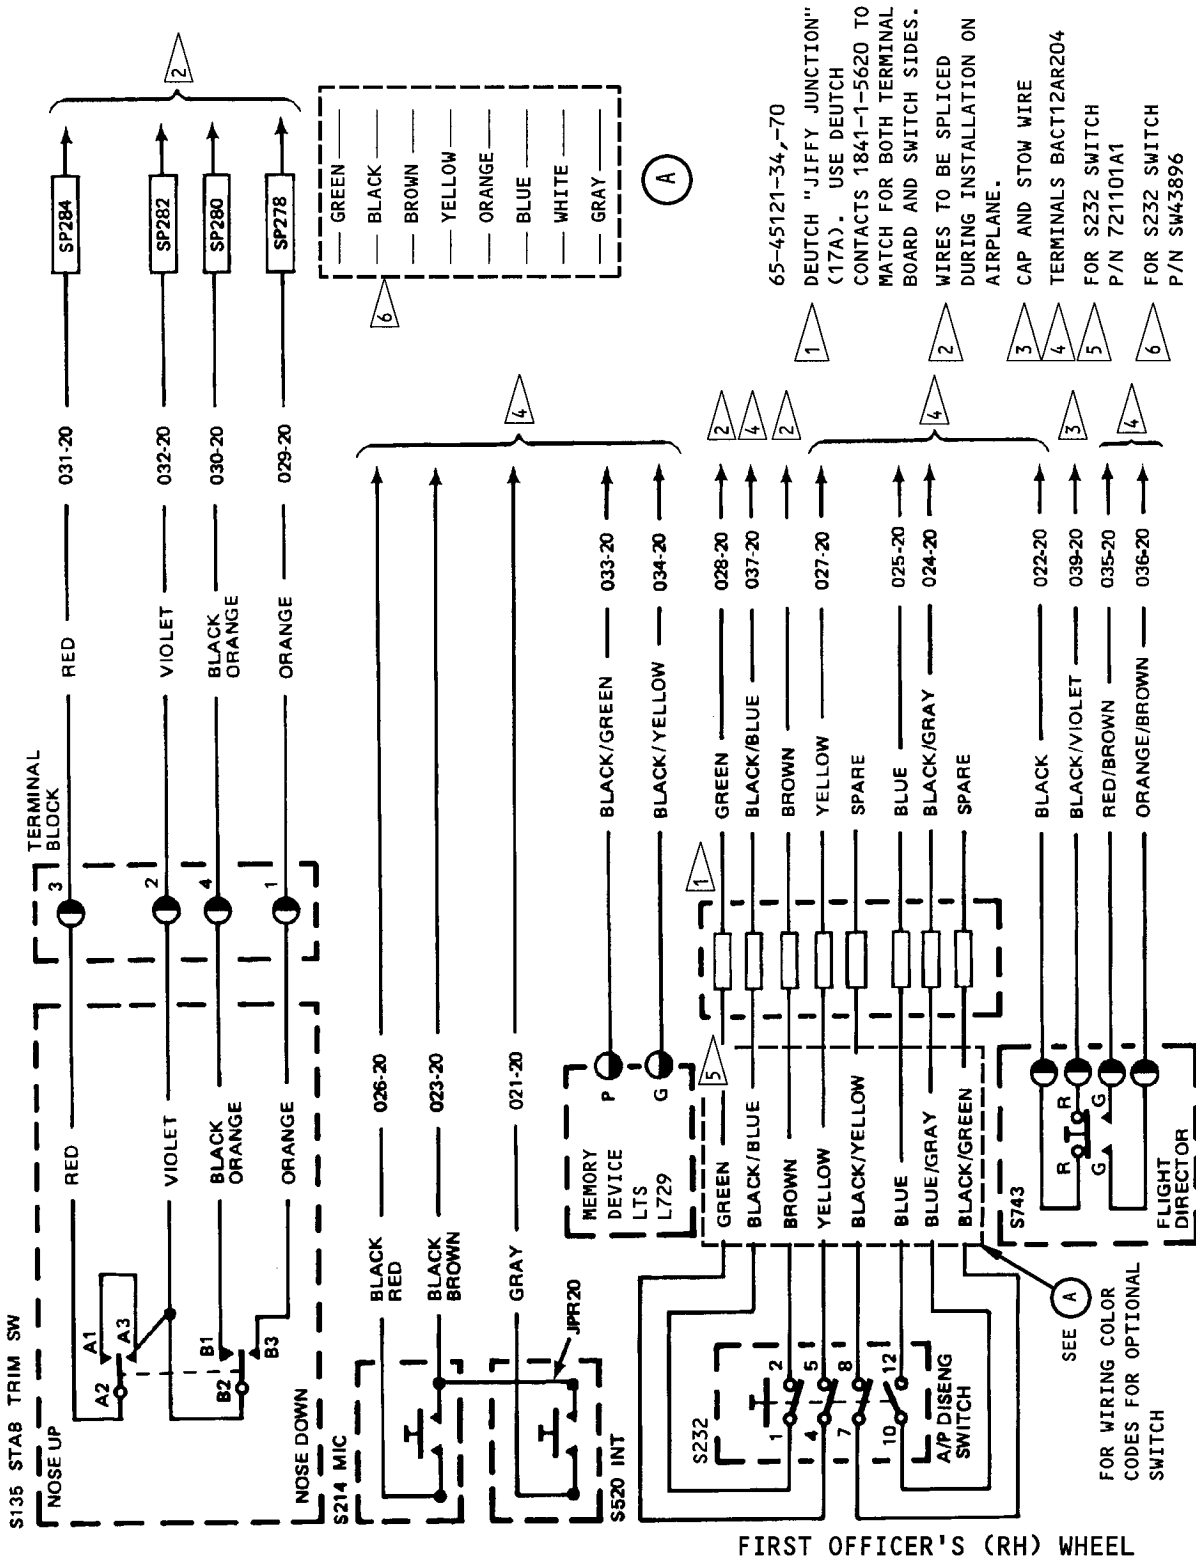 S135 STAB TRIM SW
NOSE UP
NOSE DOWN
A1
A3
A2
B1
B3
B2
RED
VIOLET
BLACK
ORANGE
ORANGE
TERMINAL
BLOCK
3
2
4
1
RED
031-20
SP284
VIOLET
032-20
SP282
BLACK
ORANGE
030-20
SP280
ORANGE
029-20
SP278
2
S214 MIC
BLACK
RED
026-20
BLACK
BROWN
023-20
S520 INT
JPR20
GRAY
021-20
4
MEMORY
DEVICE
LTS
L729
P
G
BLACK/GREEN
033-20
BLACK/YELLOW
034-20
6
GREEN
BLACK
BROWN
YELLOW
ORANGE
BLUE
WHITE
GRAY
A
S232
1
2
4
5
7
8
10
12
A/P DISENG
SWITCH
5
GREEN
BLACK/BLUE
BROWN
YELLOW
BLACK/YELLOW
BLUE
BLUE/GRAY
BLACK/GREEN
1
GREEN
028-20
2
BLACK/BLUE
037-20
4
BROWN
2
YELLOW
027-20
SPARE
BLUE
025-20
BLACK/GRAY
024-20
SPARE
4
SEE
A
FOR WIRING COLOR
CODES FOR OPTIONAL
SWITCH
S743
R
R
G
G
FLIGHT
DIRECTOR
BLACK
022-20
BLACK/VIOLET
039-20
3
RED/BROWN
035-20
ORANGE/BROWN
036-20
4
65-45121-34,-70
1
DEUTCH "JIFFY JUNCTION"
(17A). USE DEUTCH
CONTACTS 1841-1-5620 TO
MATCH FOR BOTH TERMINAL
BOARD AND SWITCH SIDES.
2
WIRES TO BE SPLICED
DURING INSTALLATION ON
AIRPLANE.
3
CAP AND STOW WIRE
4
TERMINALS BACT12AR204
5
FOR S232 SWITCH
P/N 721101A1
6
FOR S232 SWITCH
P/N SW43896
FIRST OFFICER'S (RH) WHEEL